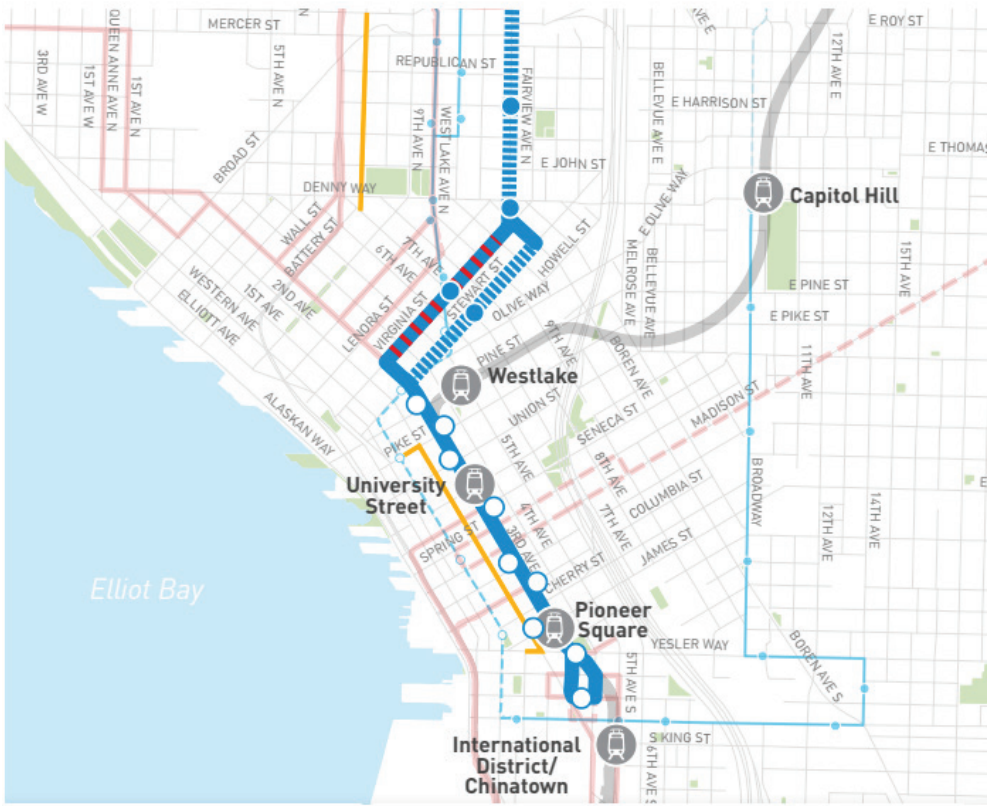 MERCER ST
E ROY ST
QUEEN ANNE AVE N
3RD AVE W
1ST AVE W
1ST AVE N
5TH AVE N
REPUBLICAN ST
FAIRVIEW AVE N
BELLEVUE AVE E
12TH AVE E
E HARRISON ST
9TH AVE N
WESTLAKE AVE N
BROAD ST
E JOHN ST
E THOMAS
DENNY WAY
Capitol Hill
E OLIVE WAY
WALL ST
BATTERY ST
7TH AVE
6TH AVE
STEWART ST
HOWELL ST
MELROSE AVE
BELLEVUE AVE
15TH AVE
WESTERN AVE
ELLIOTT AVE
1ST AVE
2ND AVE
LENORA ST
VIRGINIA ST
OLIVE WAY
E PINE ST
E PIKE ST
PINE ST
9TH AVE
BOREN AVE
11TH AVE
Westlake
UNION ST
SENECA ST
MADISON ST
ALASKAN WAY
PIKE ST
5TH AVE
8TH AVE
University
Street
4TH AVE
3RD AVE
7TH AVE
COLUMBIA ST
BROADWAY
12TH AVE
14TH AVE
E
SPRING ST
CHERRY ST
JAMES ST
Elliot Bay
Pioneer
Square
YESLER WAY
BOREN AVE S
5TH AVE S
S KING ST
International
District/
Chinatown
6TH AVE S